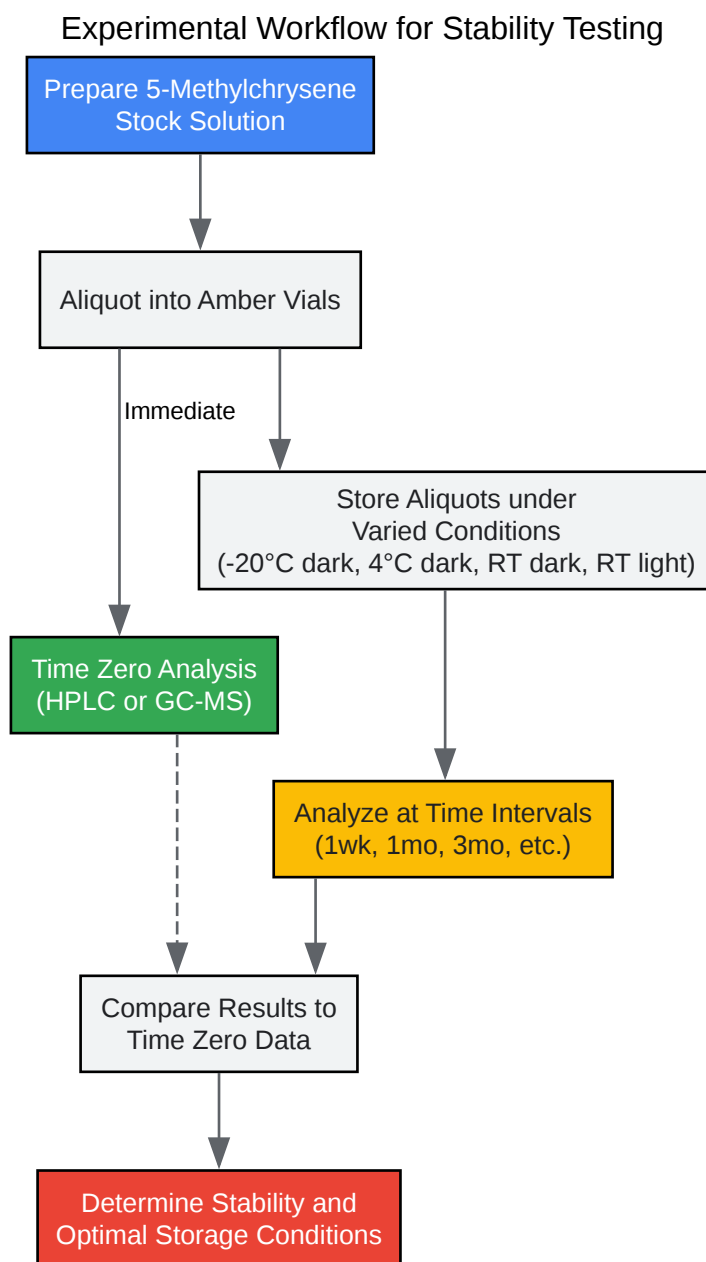 Experimental Workflow for Stability Testing
Prepare 5-Methylchrysene
Stock Solution
Aliquot into Amber Vials
Immediate
Store Aliquots under
Varied Conditions
(-20°C dark, 4°C dark, RT dark, RT light)
Time Zero Analysis
(HPLC or GC-MS)
Analyze at Time Intervals
(1wk, 1mo, 3mo, etc.)
Compare Results to
Time Zero Data
Determine Stability and
Optimal Storage Conditions